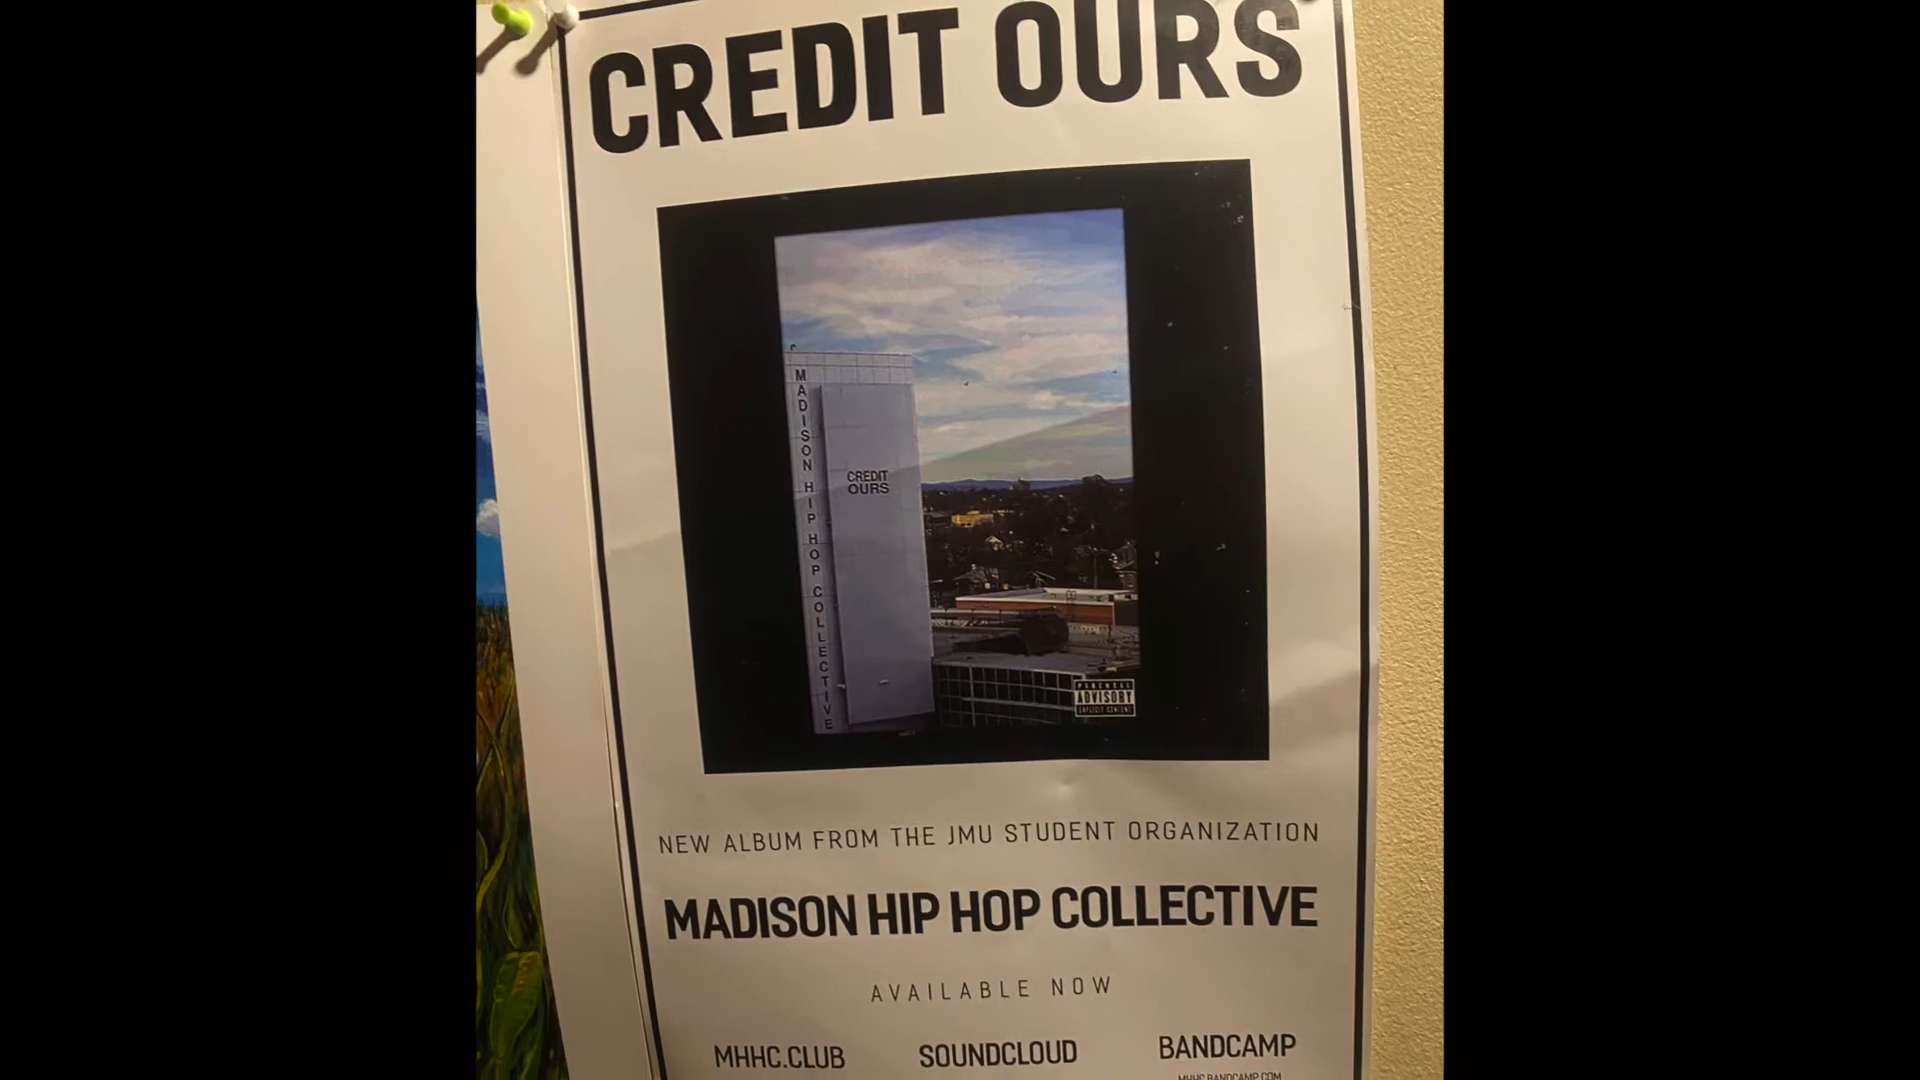 CREDIT OURS
MADISON HIP HOP COLLECTIVE
CREDIT
OURS
PARENTAL
ADVISORY
EXPLICIT CONTENT
NEW ALBUM FROM THE JMU STUDENT ORGANIZATION
MADISON HIP HOP COLLECTIVE
AVAILABLE NOW
MHHC.CLUB SOUNDCLOUD BANDCAMP
MHHC.BANDCAMP.COM